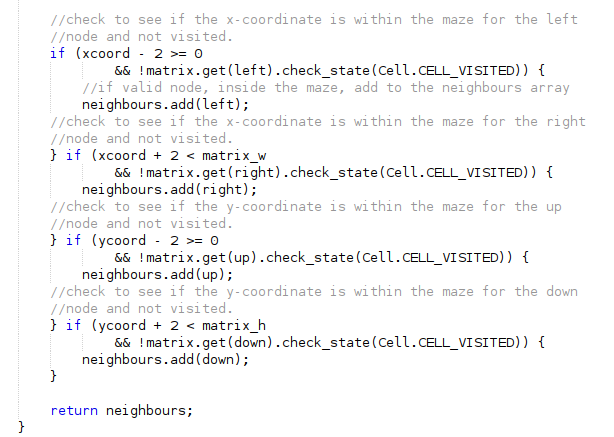 //check to see if the x-coordinate is within the maze for the left
//node and not visited.
if (xcoord - 2 >= 0
&& !matrix.get(left).check_state(Cell.CELL_VISITED)) {
//if valid node, inside the maze, add to the neighbours array
neighbours.add(left);
//check to see if the x-coordinate is within the maze for the right
//node and not visited.
} if (xcoord + 2 < matrix_w
&& !matrix.get(right).check_state(Cell.CELL_VISITED)) {
neighbours.add(right);
//check to see if the y-coordinate is within the maze for the up
//node and not visited.
} if (ycoord - 2 >= 0
&& !matrix.get(up).check_state(Cell.CELL_VISITED)) {
neighbours.add(up);
//check to see if the y-coordinate is within the maze for the down
//node and not visited.
} if (ycoord + 2 < matrix_h
&& !matrix.get(down).check_state(Cell.CELL_VISITED)) {
neighbours.add(down);
}
return neighbours;
}